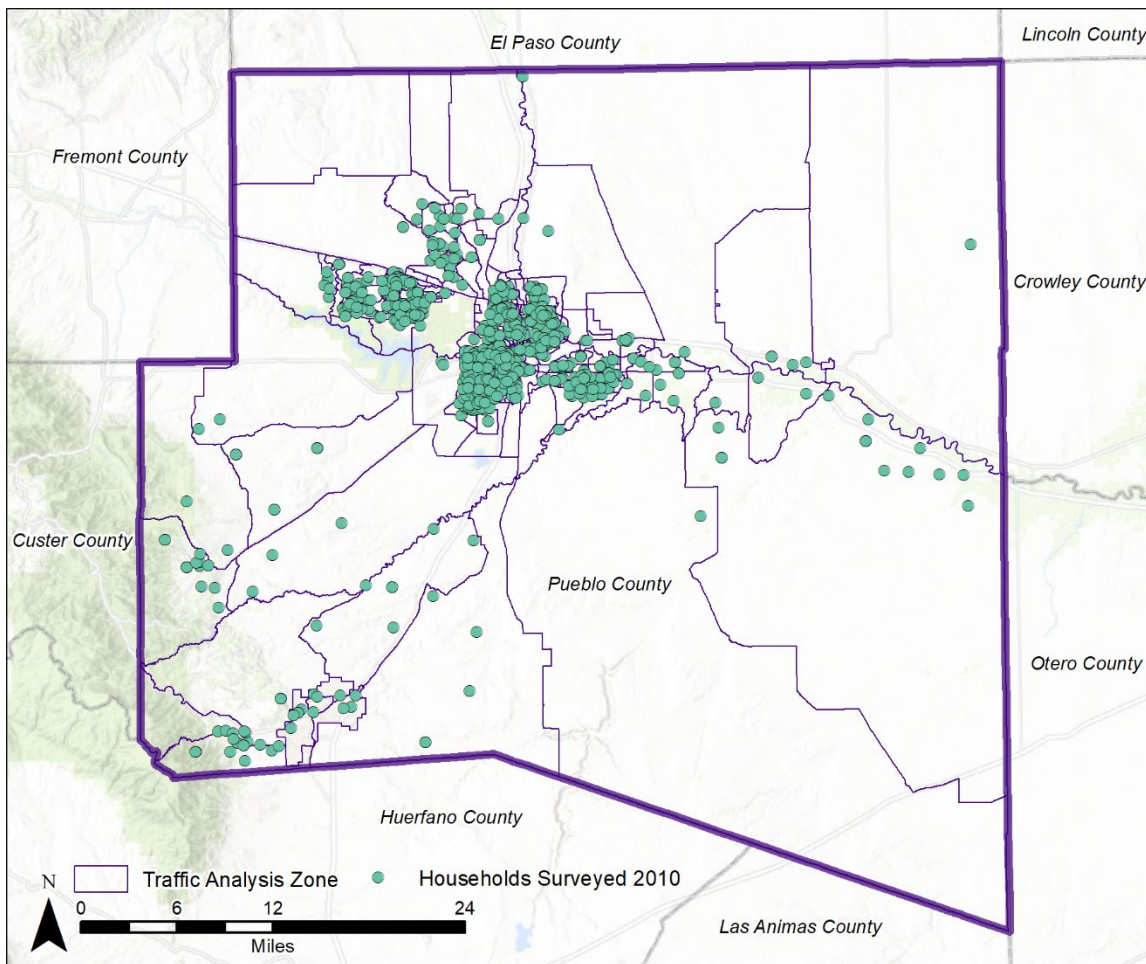 El Paso County
Lincoln County
Fremont County
Crowley County
Custer County
Pueblo County
Otero County
Huerfano County
Traffic Analysis Zone
Households Surveyed 2010
N
0 6 12 24
Miles
Las Animas County